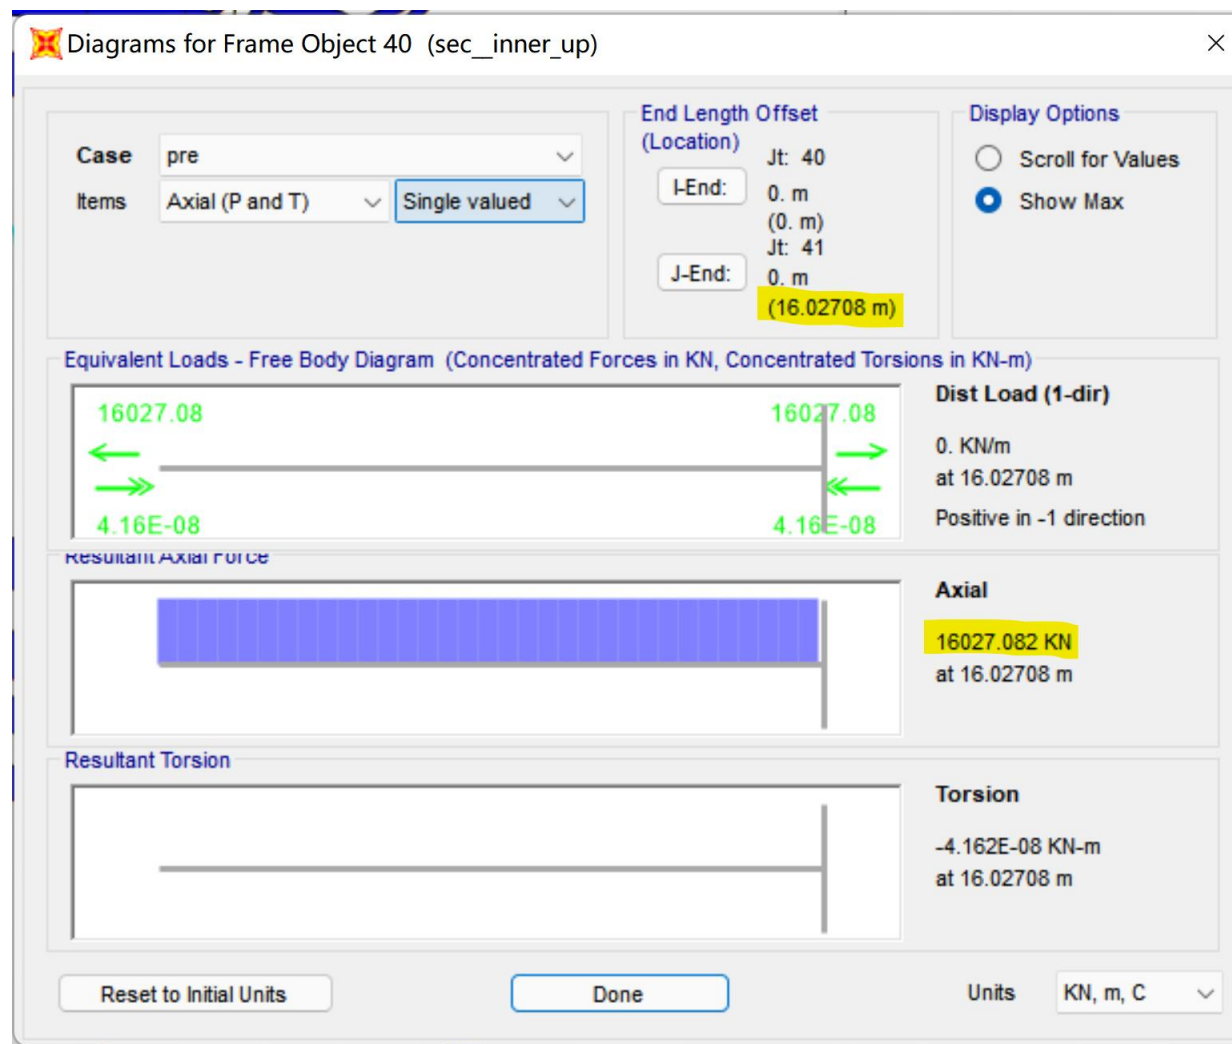 Diagrams for Frame Object 40 (sec__inner_up)
Case pre
Items Axial (P and T) Single valued
End Length Offset
(Location)
Jt: 40
I-End:
0. m
(0. m)
Jt: 41
J-End:
0. m
(16.02708 m)
Display Options
Scroll for Values
Show Max
Equivalent Loads - Free Body Diagram (Concentrated Forces in KN, Concentrated Torsions in KN-m)
16027.08 16027.08
4.16E-08 4.16E-08
Dist Load (1-dir)
0. KN/m
at 16.02708 m
Positive in -1 direction
Resultant Axial Force
Axial
16027.082 KN
at 16.02708 m
Resultant Torsion
Torsion
-4.162E-08 KN-m
at 16.02708 m
Reset to Initial Units
Done
Units KN, m, C